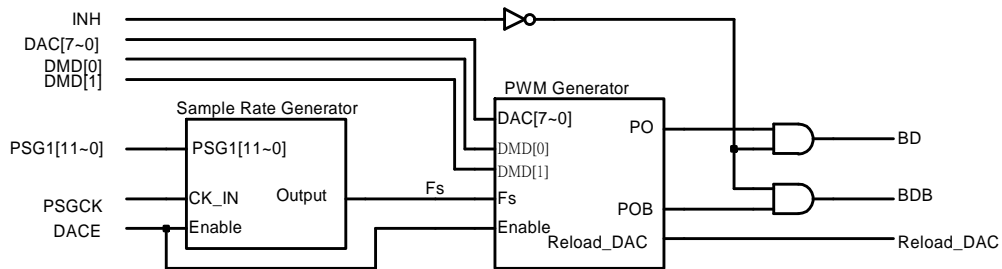 INH
DAC[7~0]
DMD[0]
DMD[1]
PWM Generator
Sample Rate Generator
DAC[7~0]
PO
BD
PSG1[11~0]
PSG1[11~0]
DMD[0]
DMD[1]
PSGCK
CK_IN
Output
Fs
Fs
POB
BDB
DACE
Enable
Enable
Reload_DAC
Reload_DAC